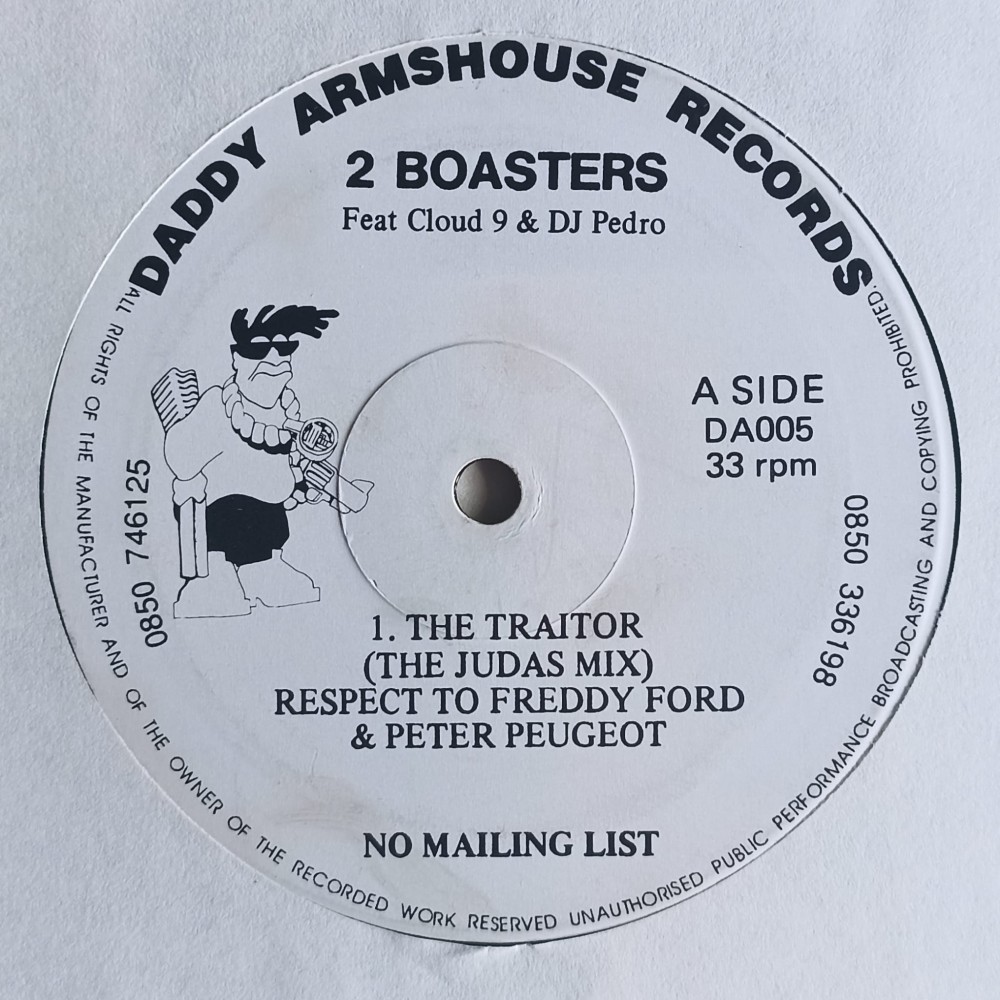 DADDY ARMSHOUSE RECORDS
2 BOASTERS
Feat Cloud 9 & DJ Pedro
A SIDE
DA005
33 rpm
0850 746125
0850 336198
1. THE TRAITOR
(THE JUDAS MIX)
RESPECT TO FREDDY FORD
& PETER PEUGEOT
NO MAILING LIST
ALL RIGHTS OF THE MANUFACTURER AND OF THE OWNER OF THE RECORDED WORK RESERVED UNAUTHORISED PUBLIC PERFORMANCE BROADCASTING AND COPYING PROHIBITED.